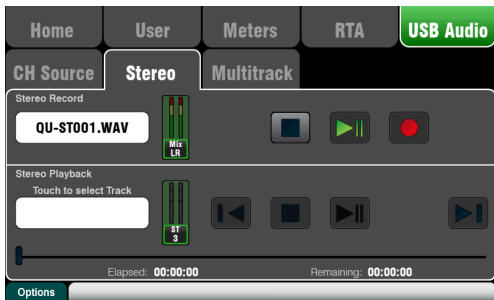 Home User Meters RTA USB Audio
CH Source Stereo Multitrack
Stereo Record
QU-ST001.WAV
Mix
LR
Stereo Playback
Touch to select Track
ST
3
Elapsed: 00:00:00 Remaining: 00:00:00
Options